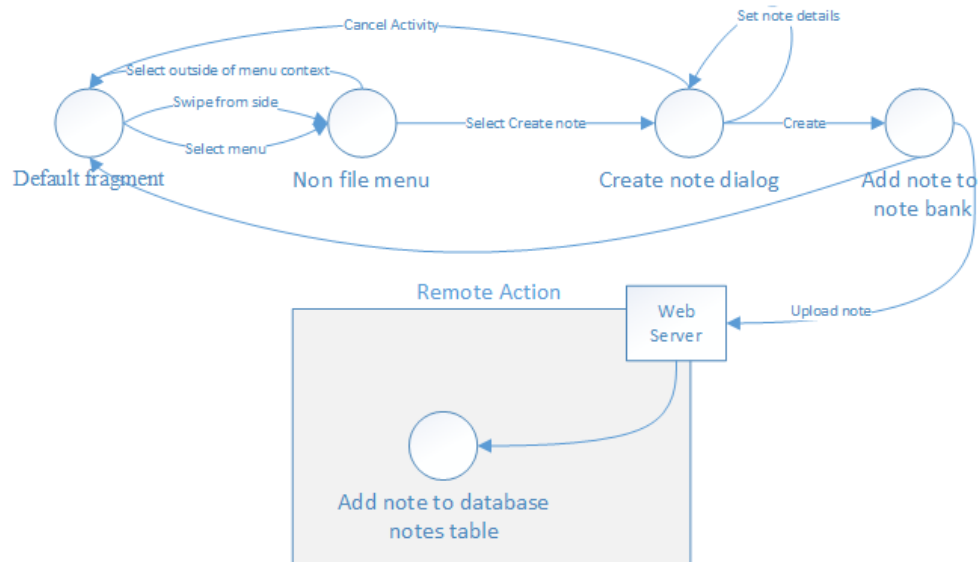 Set note details
Cancel Activity
Select outside of menu context
Swipe from side
Select menu
Select Create note
Create
Default fragment
Non file menu
Create note dialog
Add note to
note bank
Remote Action
Web
Server
Upload note
Add note to database
notes table